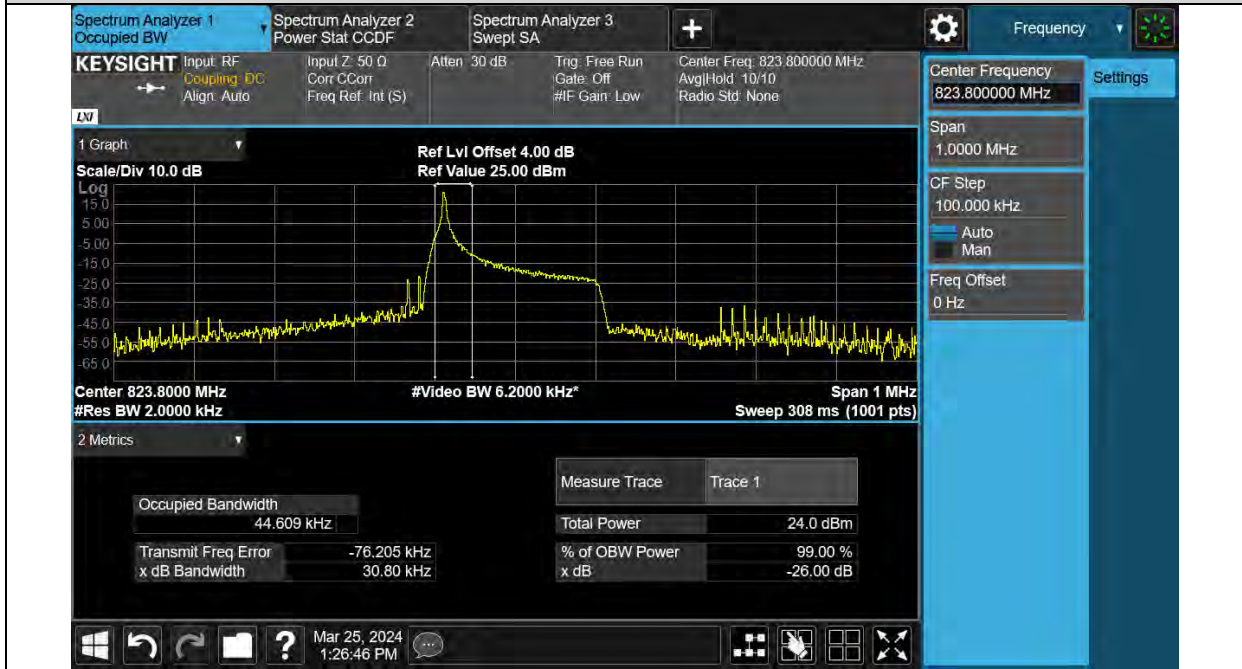 Spectrum Analyzer 1
Occupied BW
Spectrum Analyzer 2
Power Stat CCDF
Spectrum Analyzer 3
Swept SA
Frequency
KEYSIGHT
Input: RF
Coupling: DC
Align: Auto
Input Z: 50 Ω
Corr CCorr
Freq Ref: Int (S)
Atten: 30 dB
Trig: Free Run
Gate: Off
#IF Gain: Low
Center Freq: 823.800000 MHz
Avg|Hold: 10/10
Radio Std: None
LXI
Center Frequency
823.800000 MHz
Settings
Span
1.0000 MHz
CF Step
100.000 kHz
Auto
Man
Freq Offset
0 Hz
1 Graph
Scale/Div 10.0 dB
Ref Lvl Offset 4.00 dB
Ref Value 25.00 dBm
Log
15.0
5.00
-5.00
-15.0
-25.0
-35.0
-45.0
-55.0
-65.0
Center 823.8000 MHz
#Video BW 6.2000 kHz*
Span 1 MHz
#Res BW 2.0000 kHz
Sweep 308 ms (1001 pts)
2 Metrics
Measure Trace Trace 1
Occupied Bandwidth
44.609 kHz
Total Power 24.0 dBm
Transmit Freq Error -76.205 kHz
% of OBW Power 99.00 %
x dB Bandwidth 30.80 kHz
x dB -26.00 dB
Mar 25, 2024
1:26:46 PM